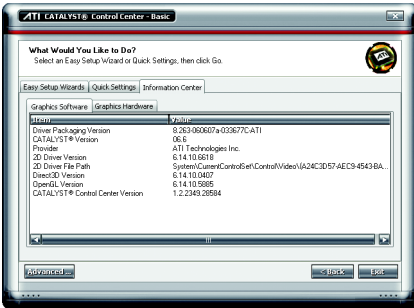 ATI CATALYST® Control Center - Basic
What Would You Like to Do?
Select an Easy Setup Wizard or Quick Settings, then click Go.
ATI
Easy Setup Wizards Quick Settings Information Center
Graphics Software Graphics Hardware
Item Value
Driver Packaging Version 8.263-060607a-033677C-ATI
CATALYST® Version 06.6
Provider ATI Technologies Inc.
2D Driver Version 6.14.10.6618
2D Driver File Path System\CurrentControlSet\Control\Video\{A24C3D57-AEC9-4543-BA...
Direct3D Version 6.14.10.0407
OpenGL Version 6.14.10.5885
CATALYST® Control Center Version 1.2.2349.28584
Advanced ... < Back Exit